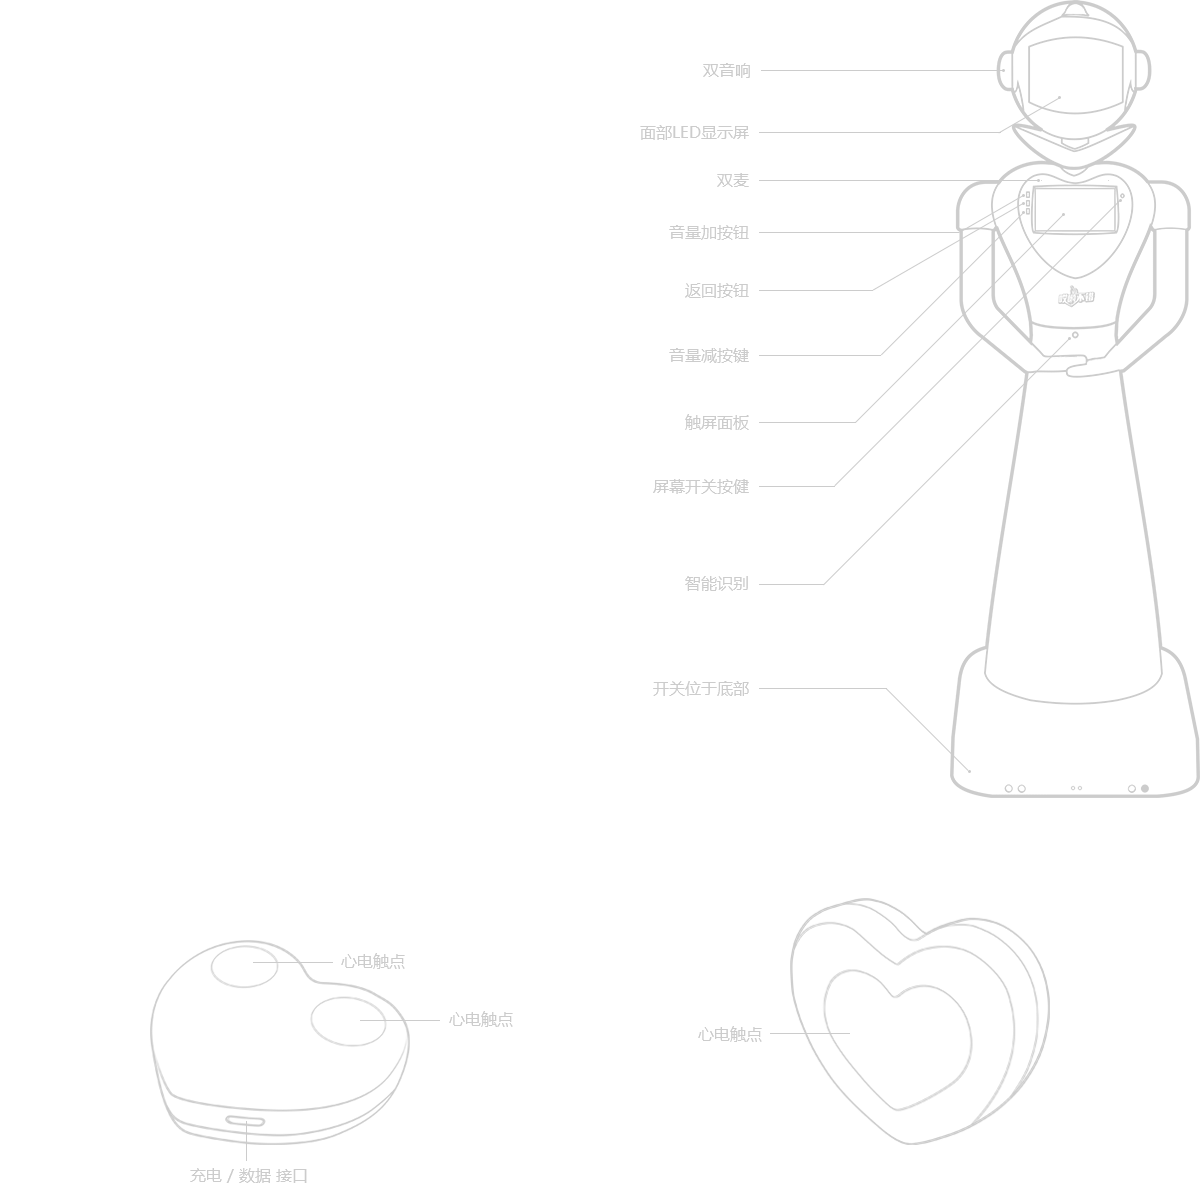 双音响
面部LED显示屏
双麦
音量加按钮
返回按钮
音量减按键
触屏面板
屏幕开关按健
智能识别
开关位于底部
心电触点
心电触点
心电触点
充电 / 数据 接口